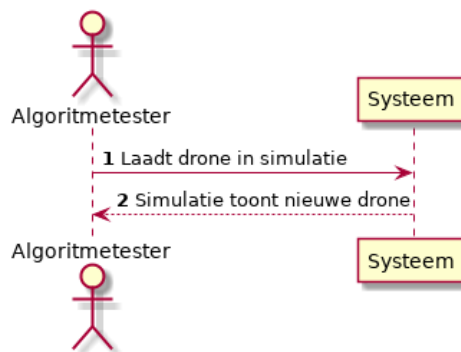 Algoritmetester
Systeem
1 Laadt drone in simulatie
2 Simulatie toont nieuwe drone
Algoritmetester
Systeem